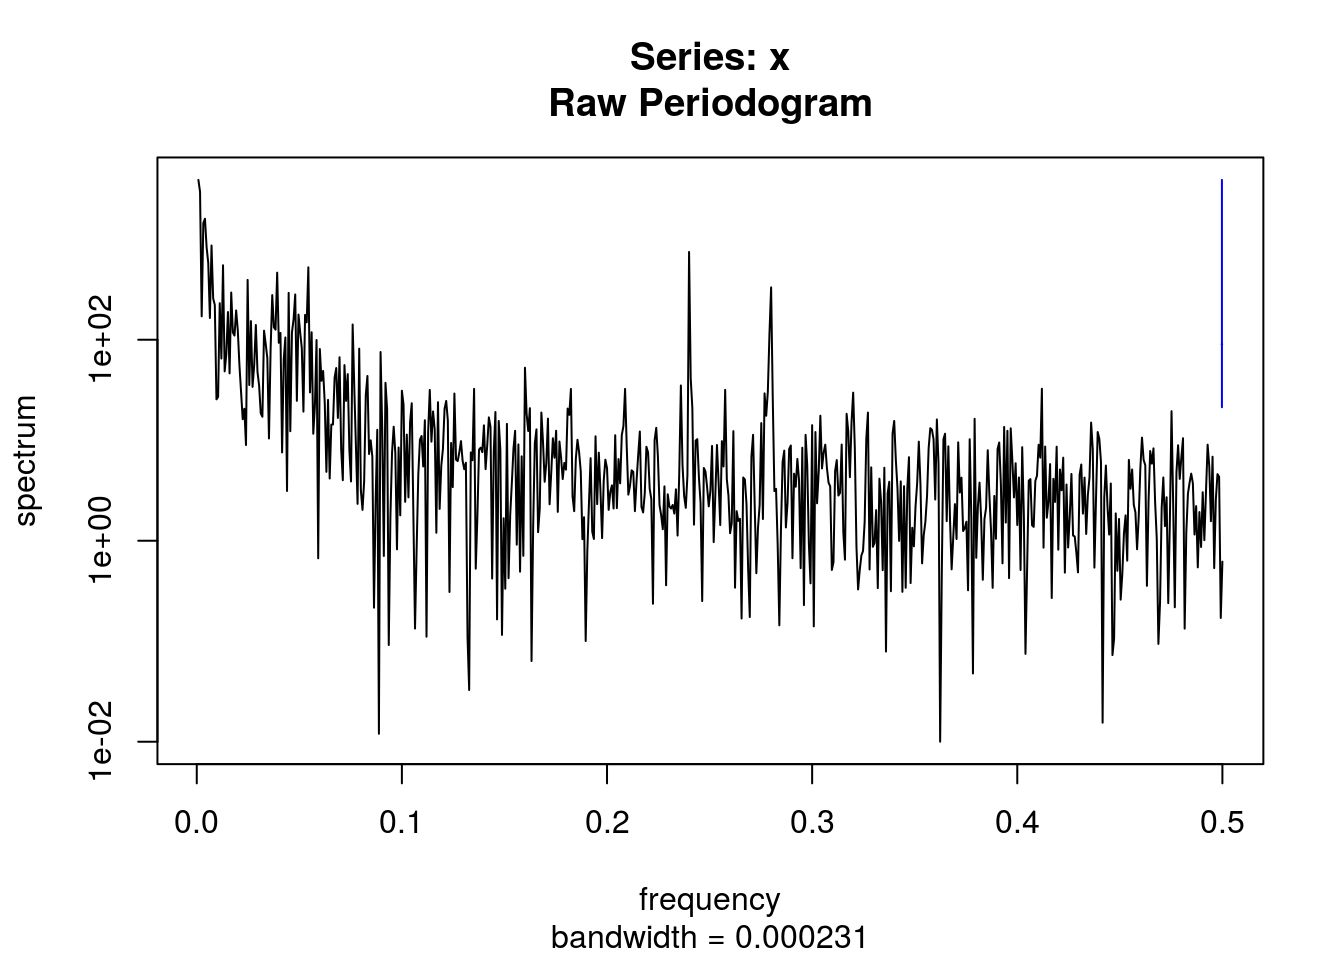 Series: x
Raw Periodogram
spectrum
1e+02
1e+00
1e-02
0.0 0.1 0.2 0.3 0.4 0.5
frequency
bandwidth = 0.000231